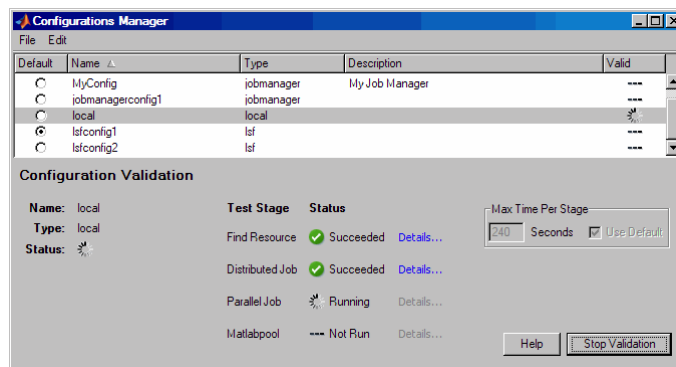 Configurations Manager
File Edit
Default Name Type Description Valid
MyConfig jobmanager My Job Manager ---
jobmanagerconfig1 jobmanager ---
local local
lsfconfig1 lsf ---
lsfconfig2 lsf ---
Configuration Validation
Name: local Test Stage Status Max Time Per Stage
Type: local Find Resource Succeeded Details... 240 Seconds Use Default
Status:
Distributed Job Succeeded Details...
Parallel Job Running Details...
Matlabpool --- Not Run Details...
Help Stop Validation